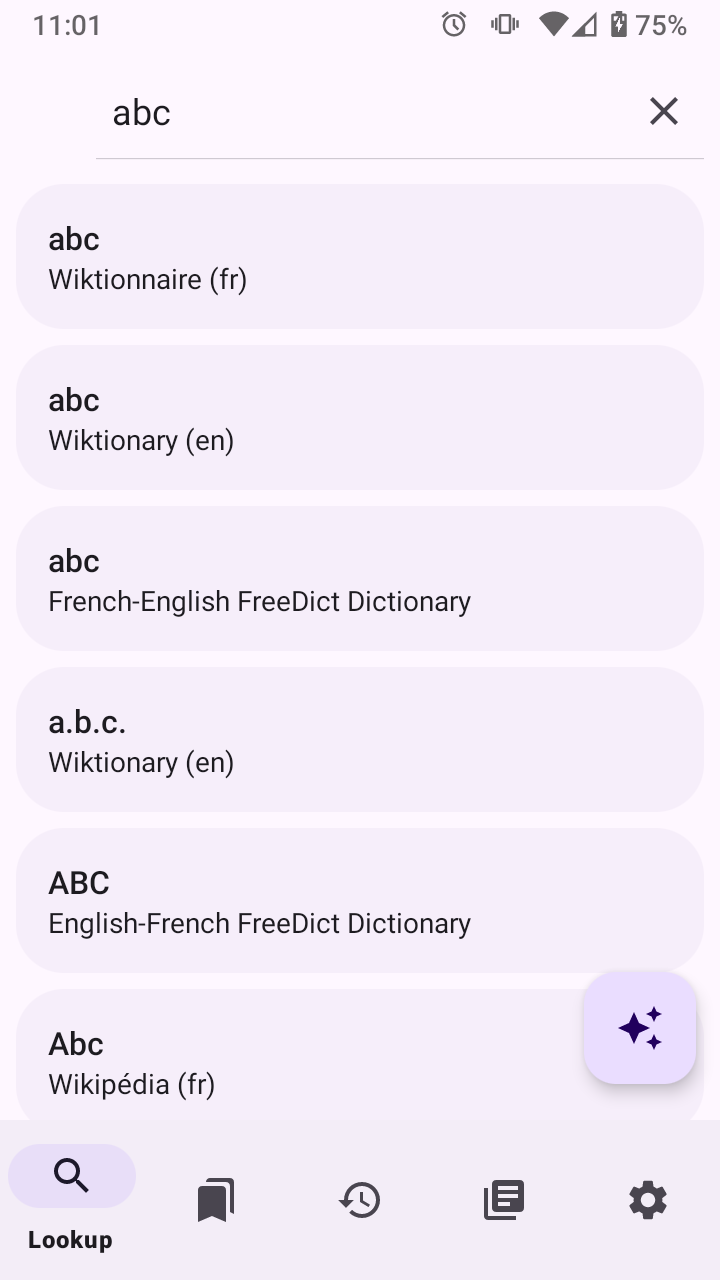 11:01
75%
abc
abc
Wiktionnaire (fr)
abc
Wiktionary (en)
abc
French-English FreeDict Dictionary
a.b.c.
Wiktionary (en)
ABC
English-French FreeDict Dictionary
Abc
Wikipédia (fr)
Lookup